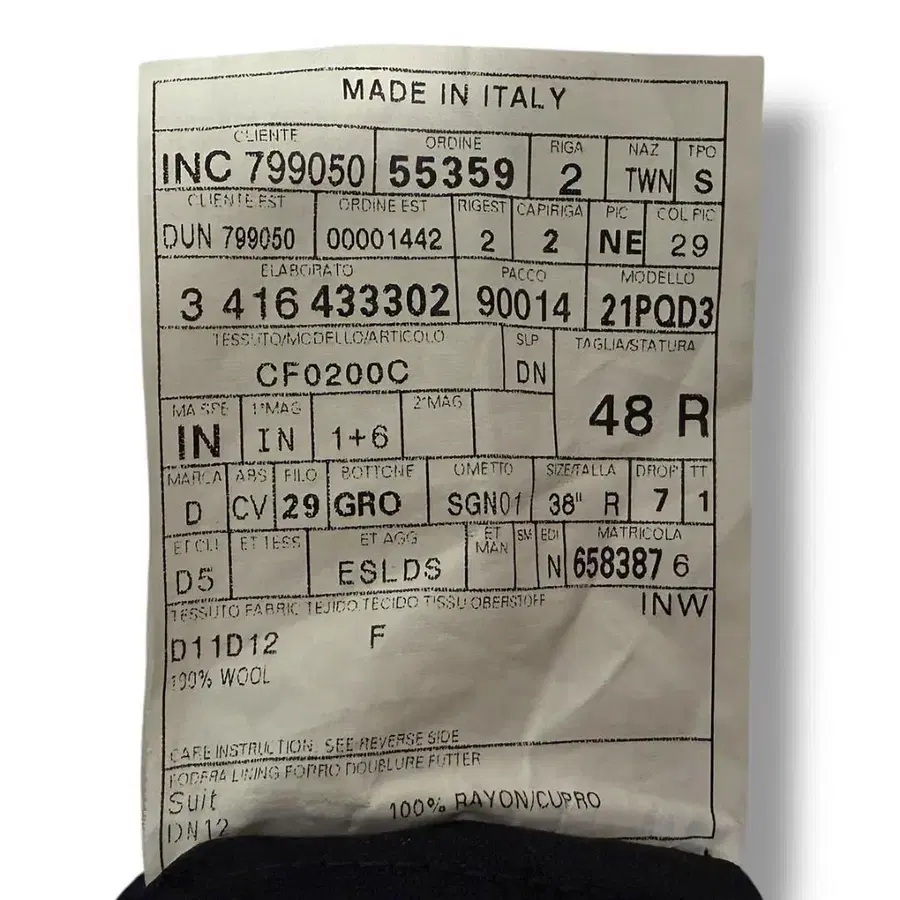 MADE IN ITALY
CLIENTE ORDINE RIGA NAZ TPO
INC 799050 55359 2 TWN S
CLIENTE EST ORDINE EST RIGEST CAPIRIGA PIC COL PIC
DUN 799050 00001442 2 2 NE 29
ELABORATO PACCO MODELLO
3 416 433302 90014 21PQD3
TESSUTO/MODELLO/ARTICOLO SLP TAGLIA/STATURA
CF0200C DN 48 R
MA SPE 1°MAG 2°MAG
IN IN 1+6
MARCA ABS FILO BOTTONE OMETTO SIZE/TALLA DROP TT
D CV 29 GRO SGN01 38" R 7 1
ET CLI ET TESS ET AGG ET MAN SM EDI MATRICOLA
D5 ESLDS N 658387 6
TESSUTO FABRIC TEJIDO TECIDO TISSU OBERSTOFF INW
D11D12 F
100% WOOL
CARE INSTRUCTION: SEE REVERSE SIDE
FODERA LINING FORRO DOUBLURE FUTTER
Suit 100% RAYON/CUPRO
DN12